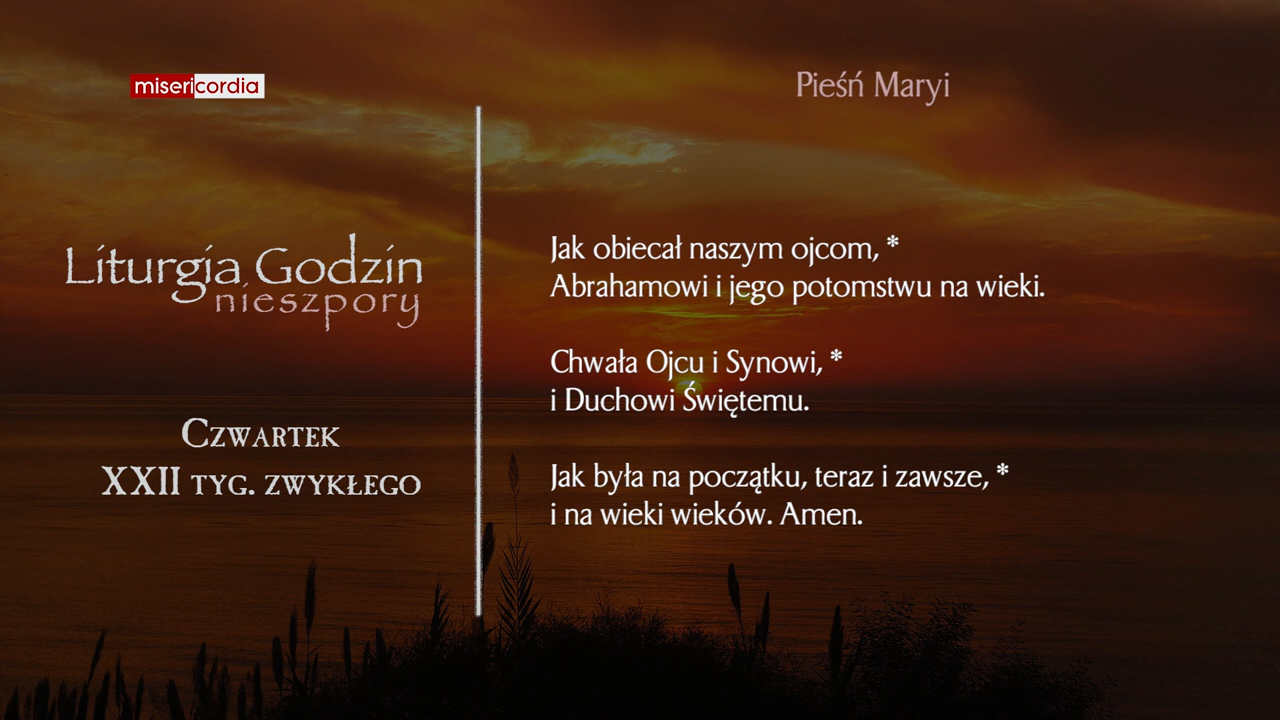 misericordia
Liturgia Godzin
nieszpory
Czwartek
XXII tyg. zwykłego
Pieśń Maryi
Jak obiecał naszym ojcom, *
Abrahamowi i jego potomstwu na wieki.
Chwała Ojcu i Synowi, *
i Duchowi Świętemu.
Jak była na początku, teraz i zawsze, *
i na wieki wieków. Amen.